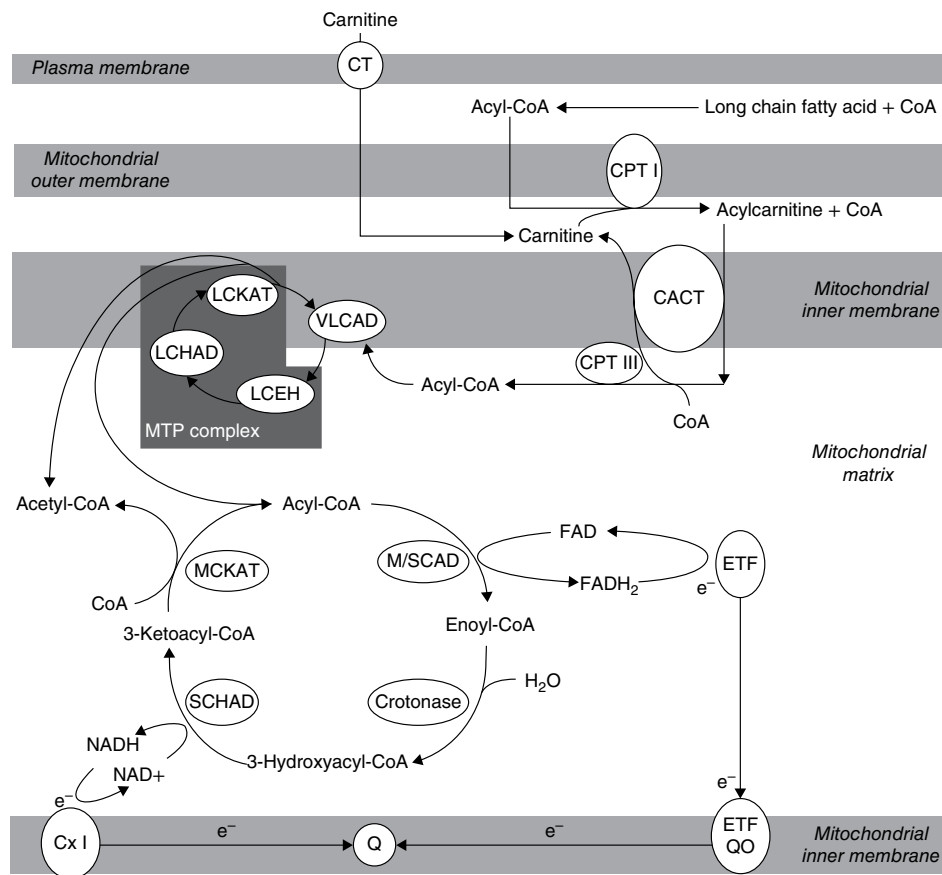 Carnitine
CT
Plasma membrane
Acyl-CoA
Long chain fatty acid + CoA
Mitochondrial
outer membrane
CPT I
Acylcarnitine + CoA
Carnitine
LCKAT
CACT
Mitochondrial
inner membrane
VLCAD
LCHAD
CPT III
LCEH
Acyl-CoA
MTP complex
CoA
Mitochondrial
matrix
Acetyl-CoA
Acyl-CoA
FAD
M/SCAD
ETF
MCKAT
FADH₂
e⁻
CoA
Enoyl-CoA
3-Ketoacyl-CoA
H₂O
SCHAD
Crotonase
NADH
3-Hydroxyacyl-CoA
NAD+
e⁻
e⁻
Cx I
e⁻
Q
e⁻
ETF
QO
Mitochondrial
inner membrane